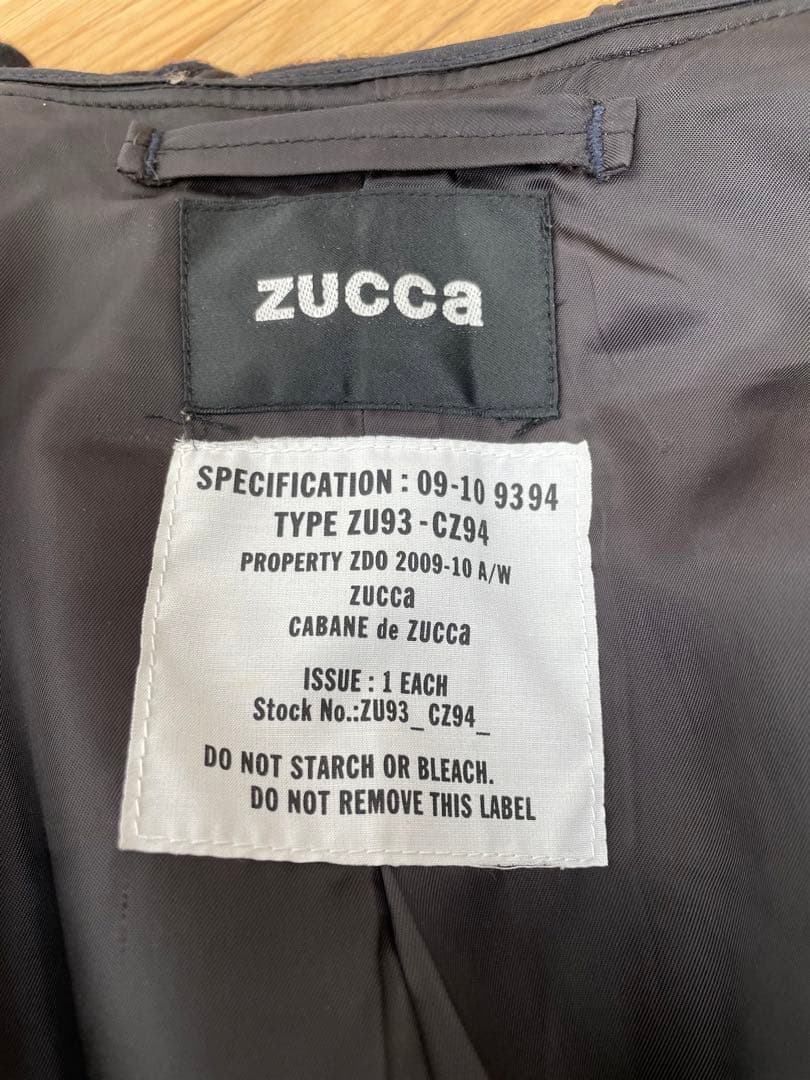 zucca
SPECIFICATION : 09-10 9394
TYPE ZU93-CZ94
PROPERTY ZDO 2009-10 A/W
zucca
CABANE de ZUCCa
ISSUE : 1 EACH
Stock No.:ZU93_CZ94_
DO NOT STARCH OR BLEACH.
DO NOT REMOVE THIS LABEL